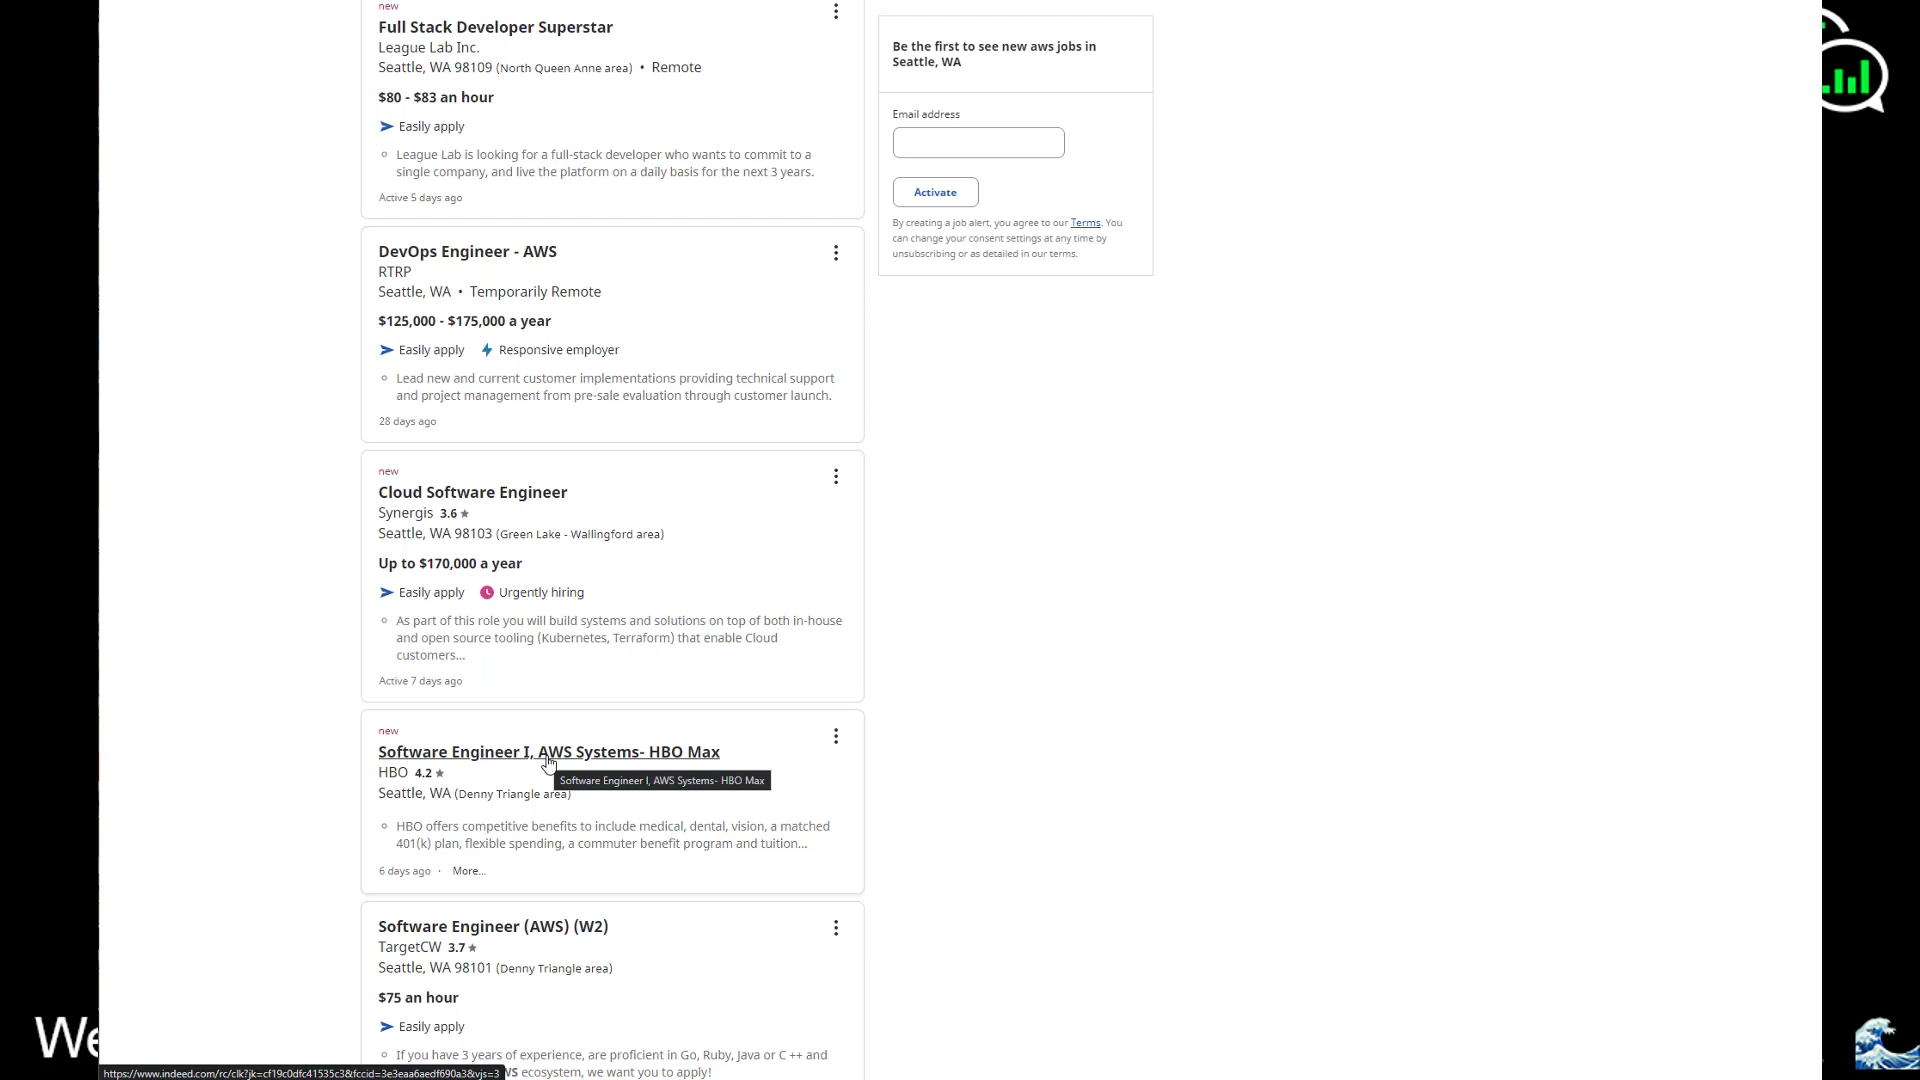 new
Full Stack Developer Superstar
League Lab Inc.
Seattle, WA 98109 (North Queen Anne area) • Remote
$80 - $83 an hour
Easily apply
League Lab is looking for a full-stack developer who wants to commit to a
single company, and live the platform on a daily basis for the next 3 years.
Active 5 days ago
DevOps Engineer - AWS
RTRP
Seattle, WA • Temporarily Remote
$125,000 - $175,000 a year
Easily apply Responsive employer
Lead new and current customer implementations providing technical support
and project management from pre-sale evaluation through customer launch.
28 days ago
new
Cloud Software Engineer
Synergis 3.6 ★
Seattle, WA 98103 (Green Lake - Wallingford area)
Up to $170,000 a year
Easily apply Urgently hiring
As part of this role you will build systems and solutions on top of both in-house
and open source tooling (Kubernetes, Terraform) that enable Cloud
customers...
Active 7 days ago
new
Software Engineer I, AWS Systems- HBO Max
HBO 4.2 ★
Software Engineer I, AWS Systems- HBO Max
Seattle, WA (Denny Triangle area)
HBO offers competitive benefits to include medical, dental, vision, a matched
401(k) plan, flexible spending, a commuter benefit program and tuition...
6 days ago · More...
Software Engineer (AWS) (W2)
TargetCW 3.7 ★
Seattle, WA 98101 (Denny Triangle area)
$75 an hour
Easily apply
If you have 3 years of experience, are proficient in Go, Ruby, Java or C ++ and
WS ecosystem, we want you to apply!
Be the first to see new aws jobs in
Seattle, WA
Email address
Activate
By creating a job alert, you agree to our Terms. You
can change your consent settings at any time by
unsubscribing or as detailed in our terms.
We
https://www.indeed.com/rc/clk?jk=cf19c0dfc41535c3&fccid=3e3eaa6aedf690a3&vjs=3